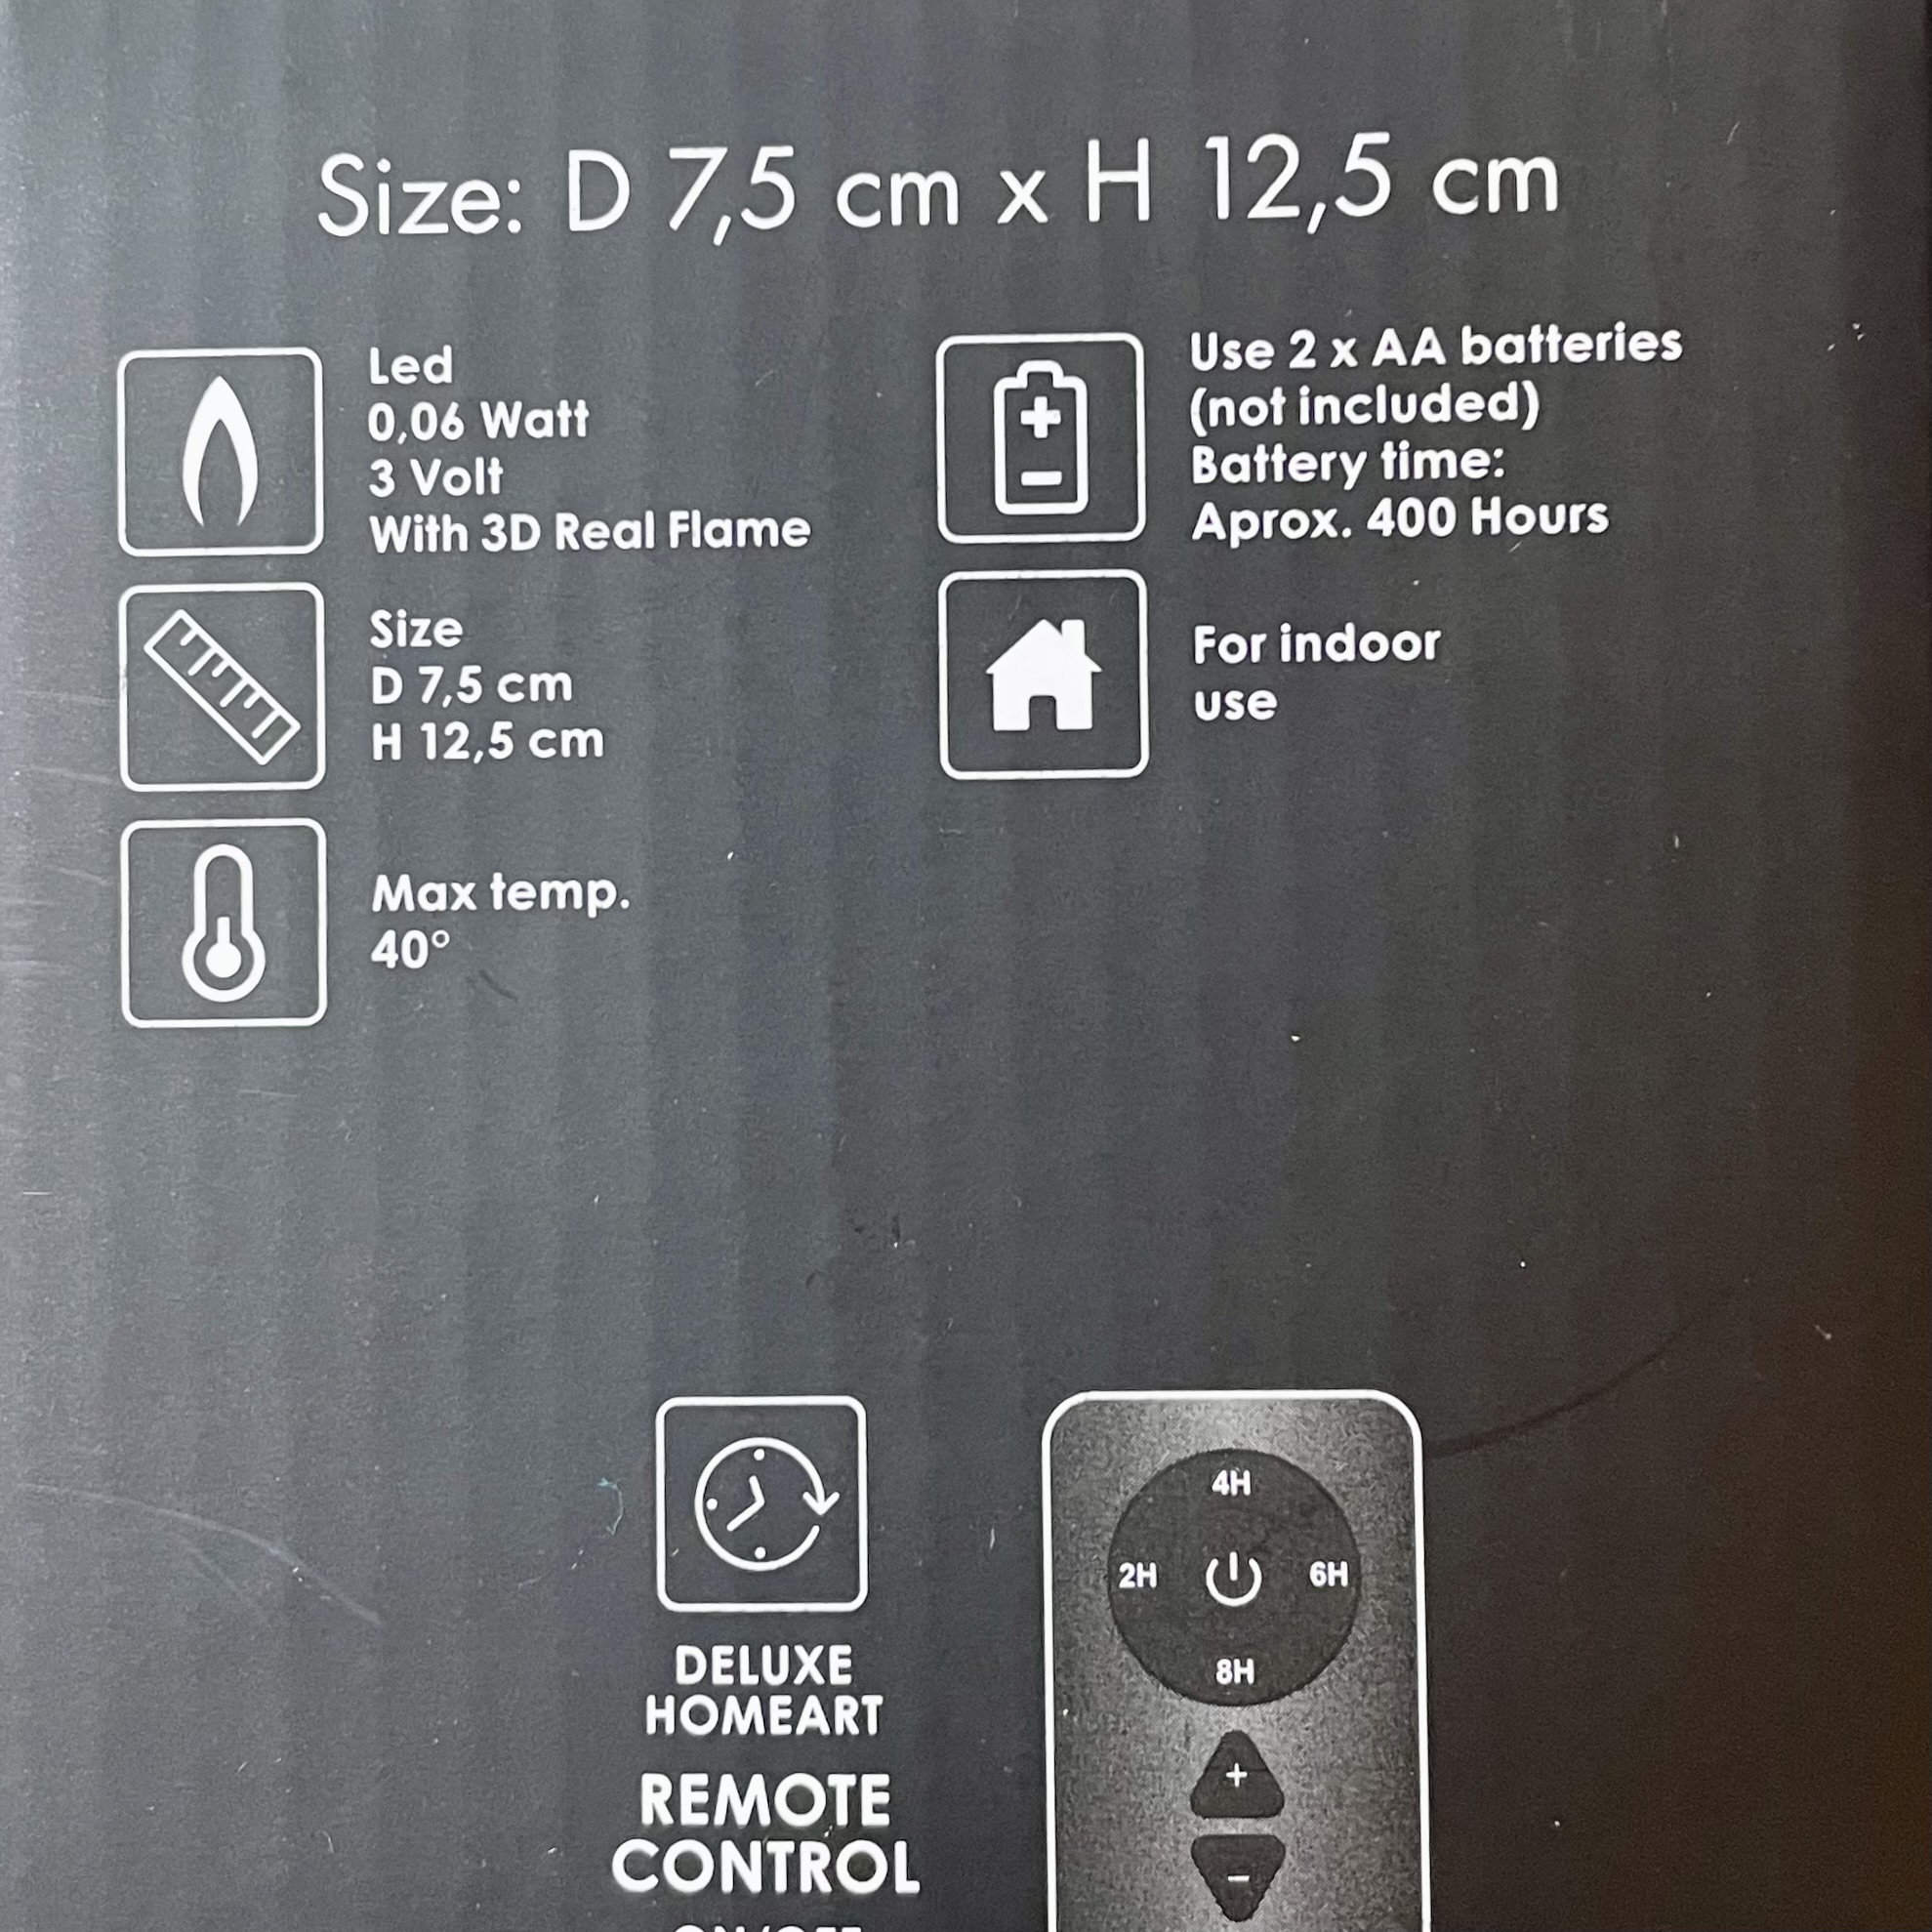 Size: D 7,5 cm x H 12,5 cm
Led
0,06 Watt
3 Volt
With 3D Real Flame
Use 2 x AA batteries
(not included)
Battery time:
Aprox. 400 Hours
Size
D 7,5 cm
H 12,5 cm
For indoor
use
Max temp.
40°
DELUXE
HOMEART
REMOTE
CONTROL
ON/OFF
4H
2H
6H
8H
+
-